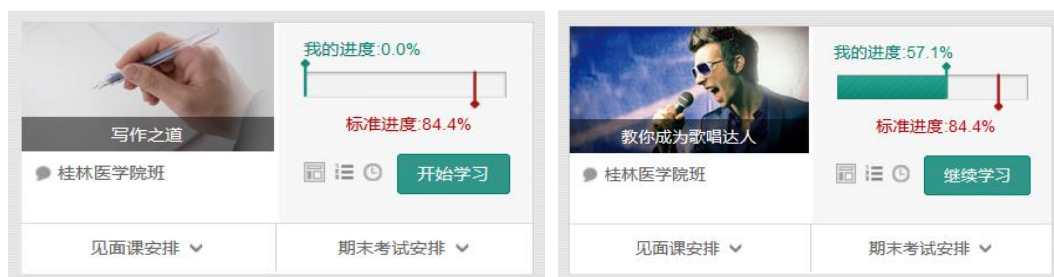 我的进度:0.0%
标准进度:84.4%
写作之道
桂林医学院班
开始学习
见面课安排
期末考试安排
我的进度:57.1%
标准进度:84.4%
教你成为歌唱达人
桂林医学院班
继续学习
见面课安排
期末考试安排